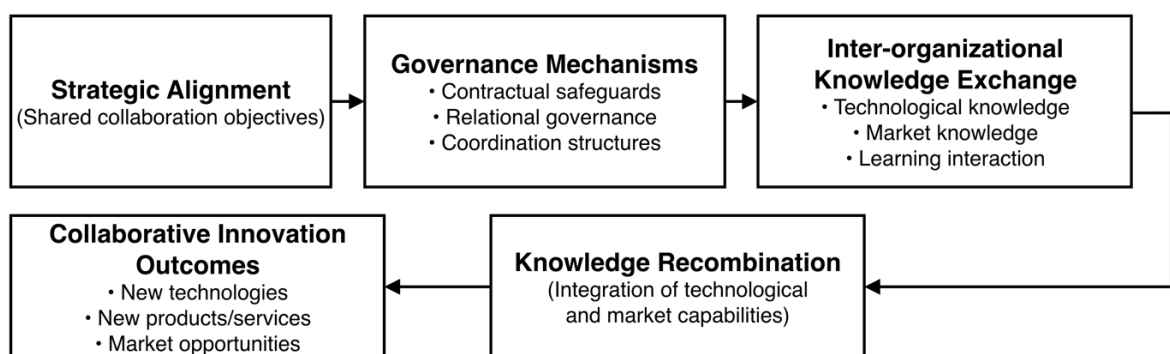 Strategic Alignment
(Shared collaboration objectives)
Governance Mechanisms
• Contractual safeguards
• Relational governance
• Coordination structures
Inter-organizational
Knowledge Exchange
• Technological knowledge
• Market knowledge
• Learning interaction
Knowledge Recombination
(Integration of technological
and market capabilities)
Collaborative Innovation
Outcomes
• New technologies
• New products/services
• Market opportunities